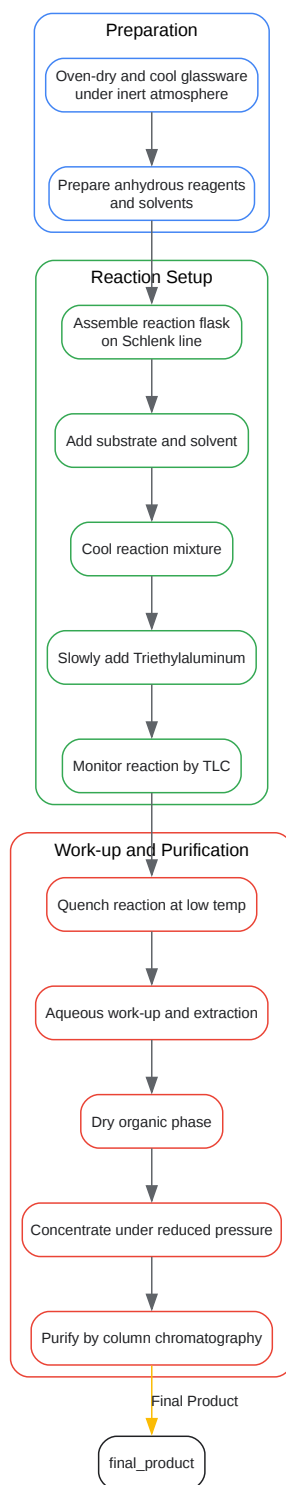 Preparation
Oven-dry and cool glassware
under inert atmosphere
Prepare anhydrous reagents
and solvents
Reaction Setup
Assemble reaction flask
on Schlenk line
Add substrate and solvent
Cool reaction mixture
Slowly add Triethylaluminum
Monitor reaction by TLC
Work-up and Purification
Quench reaction at low temp
Aqueous work-up and extraction
Dry organic phase
Concentrate under reduced pressure
Purify by column chromatography
Final Product
final_product